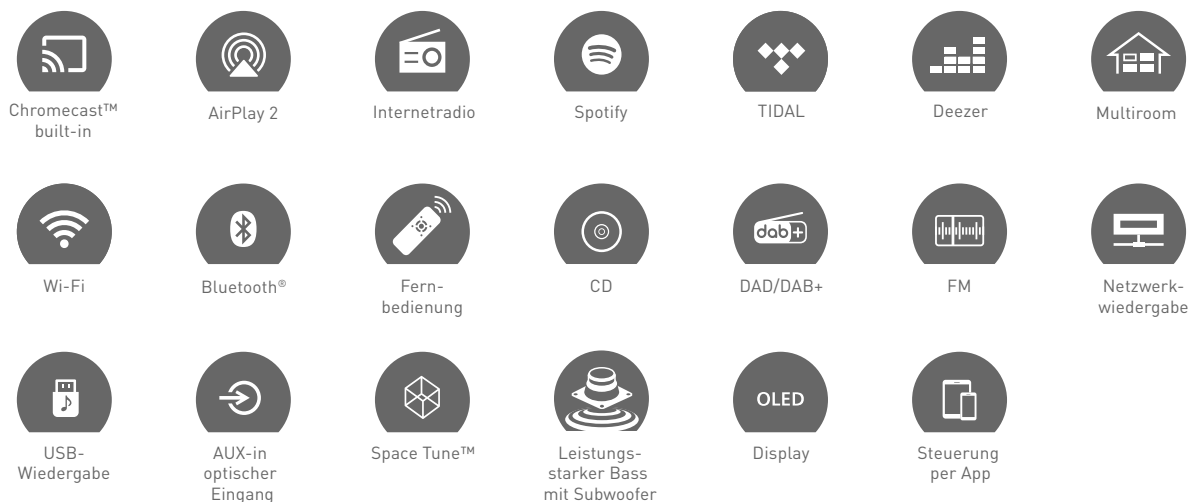 Chromecast™
built-in
AirPlay 2
Internetradio
Spotify
TIDAL
Deezer
Multiroom
dab+
Wi-Fi
Bluetooth®
Fern-
bedienung
CD
DAD/DAB+
FM
Netzwerk-
wiedergabe
OLED
USB-
Wiedergabe
AUX-in
optischer
Eingang
Space Tune™
Leistungs-
starker Bass
mit Subwoofer
Display
Steuerung
per App